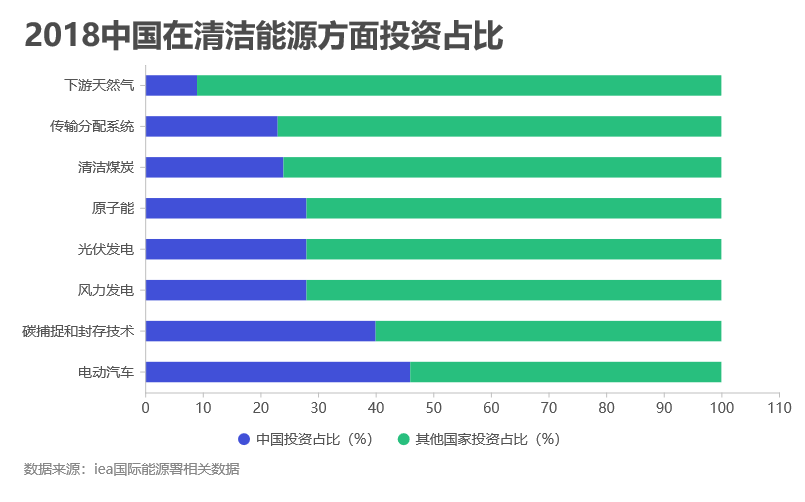 2018中国在清洁能源方面投资占比
下游天然气
传输分配系统
清洁煤炭
原子能
光伏发电
风力发电
碳捕捉和封存技术
电动汽车
0 10 20 30 40 50 60 70 80 90 100 110
中国投资占比（%） 其他国家投资占比（%）
数据来源：iea国际能源署相关数据